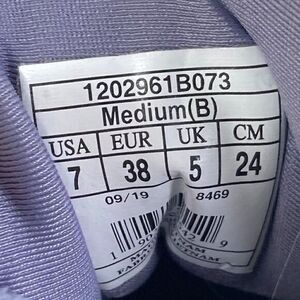 1202961B073
Medium(B)
USA EUR UK CM
7 38 5 24
09/19 8469